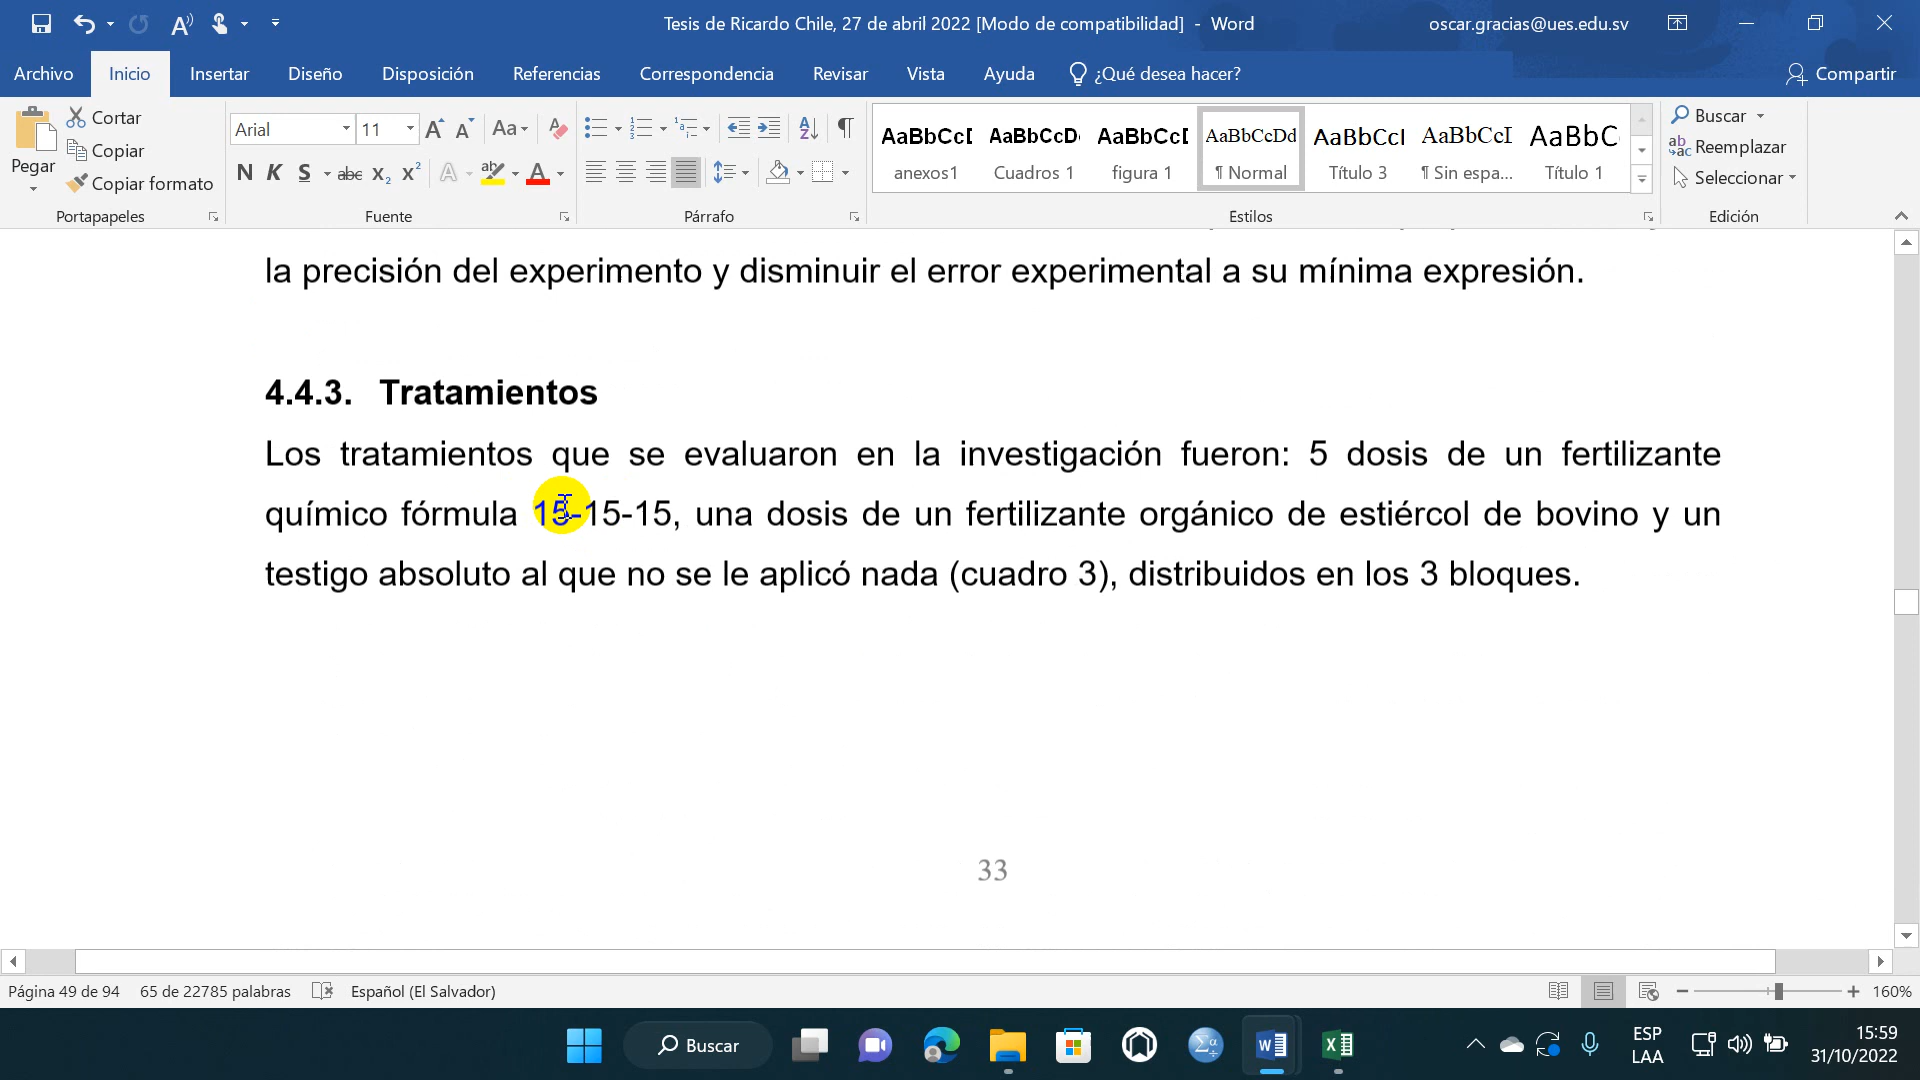 Tesis de Ricardo Chile, 27 de abril 2022 [Modo de compatibilidad] - Word
oscar.gracias@ues.edu.sv
Archivo Inicio Insertar Diseño Disposición Referencias Correspondencia Revisar Vista Ayuda ¿Qué desea hacer? Compartir
Pegar
Cortar
Copiar
Copiar formato
Portapapeles
Arial 11
Fuente
Párrafo
AaBbCcI anexos1
AaBbCcD Cuadros 1
AaBbCcI figura 1
AaBbCcDd ¶ Normal
AaBbCcI Título 3
AaBbCcI ¶ Sin espa...
AaBbC Título 1
Estilos
Buscar
Reemplazar
Seleccionar
Edición
la precisión del experimento y disminuir el error experimental a su mínima expresión.
4.4.3. Tratamientos
Los tratamientos que se evaluaron en la investigación fueron: 5 dosis de un fertilizante
químico fórmula 15-15-15, una dosis de un fertilizante orgánico de estiércol de bovino y un
testigo absoluto al que no se le aplicó nada (cuadro 3), distribuidos en los 3 bloques.
33
Página 49 de 94 65 de 22785 palabras Español (El Salvador) 160%
Buscar
ESP
LAA
15:59
31/10/2022